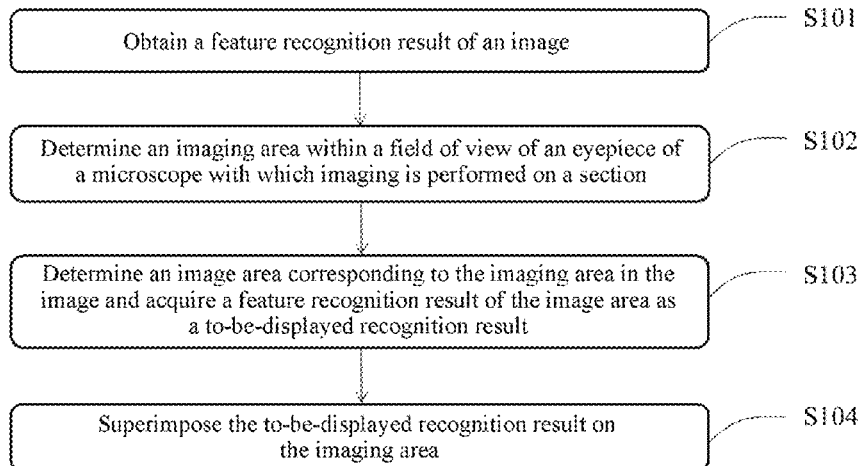 Obtain a feature recognition result of an image
S101
Determine an imaging area within a field of view of an eyepiece of
a microscope with which imaging is performed on a section
S102
Determine an image area corresponding to the imaging area in the
image and acquire a feature recognition result of the image area as
a to-be-displayed recognition result
S103
Superimpose the to-be-displayed recognition result on
the imaging area
S104